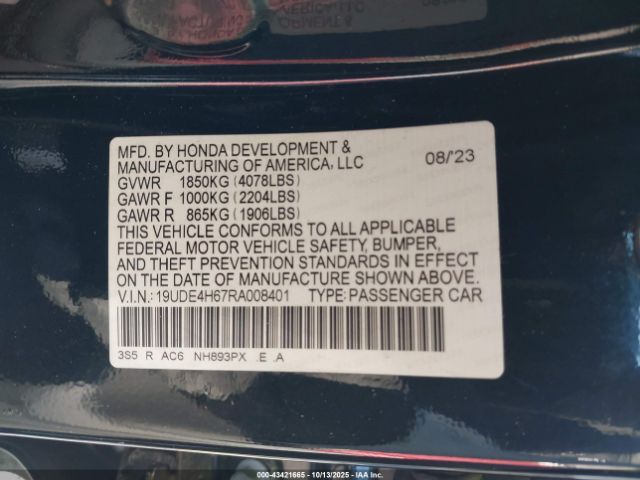 MFD. BY HONDA DEVELOPMENT &
MANUFACTURING OF AMERICA, LLC 08/'23
GVWR 1850KG (4078LBS)
GAWR F 1000KG (2204LBS)
GAWR R 865KG (1906LBS)
THIS VEHICLE CONFORMS TO ALL APPLICABLE
FEDERAL MOTOR VEHICLE SAFETY, BUMPER,
AND THEFT PREVENTION STANDARDS IN EFFECT
ON THE DATE OF MANUFACTURE SHOWN ABOVE.
V.I.N.: 19UDE4H67RA008401 TYPE: PASSENGER CAR
3S5 R AC6 NH893PX .E .A
000-43421665 - 10/13/2025 - IAAI.COM